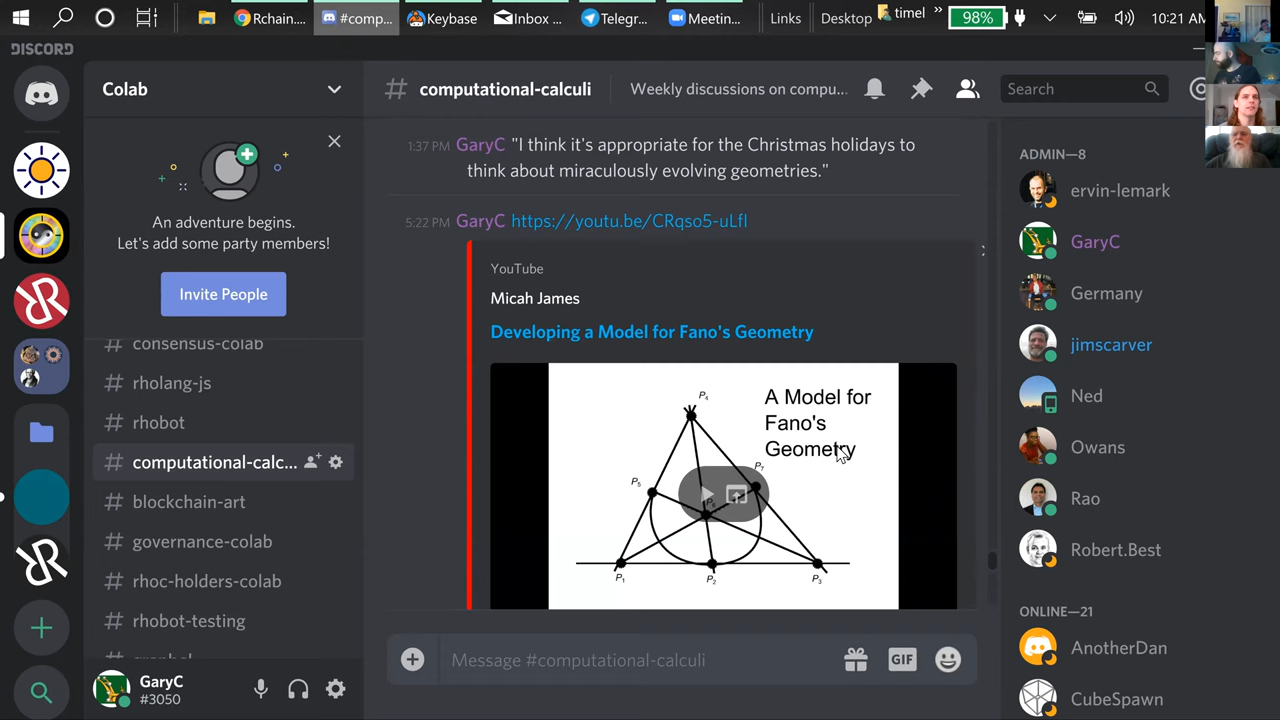 Rchain...
#comp...
Keybase
Inbox ...
Telegr...
Meetin...
Links
Desktop
timel
»
98%
10:21 AM
DISCORD
Colab
# computational-calculi
Weekly discussions on compu...
Search
An adventure begins.
Let's add some party members!
Invite People
# consensus-colab
# rholang-js
# rhobot
# computational-calc...
# blockchain-art
# governance-colab
# rhoc-holders-colab
# rhobot-testing
GaryC
#3050
1:37 PM GaryC "I think it's appropriate for the Christmas holidays to
think about miraculously evolving geometries."
5:22 PM GaryC https://youtu.be/CRqso5-uLfI
YouTube
Micah James
Developing a Model for Fano's Geometry
A Model for
Fano's
Geometry
P4
P5
P7
P1
P2
P3
Message #computational-calculi
GIF
ADMIN—8
ervin-lemark
GaryC
Germany
jimscarver
Ned
Owans
Rao
Robert.Best
ONLINE—21
AnotherDan
CubeSpawn